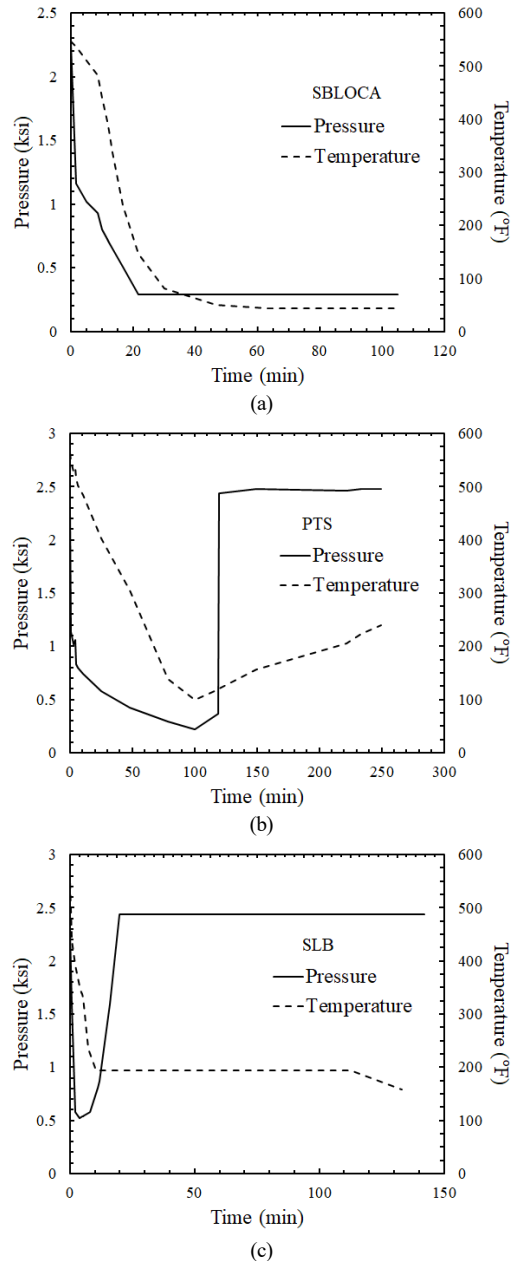 2.5
2
1.5
1
0.5
0
Pressure (ksi)
600
500
400
300
200
100
0
Temperature (°F)
SBLOCA
Pressure
Temperature
0 20 40 60 80 100 120
Time (min)
(a)
3
2.5
2
1.5
1
0.5
0
Pressure (ksi)
600
500
400
300
200
100
0
Temperature (°F)
PTS
Pressure
Temperature
0 50 100 150 200 250 300
Time (min)
(b)
3
2.5
2
1.5
1
0.5
0
Pressure (ksi)
600
500
400
300
200
100
0
Temperature (°F)
SLB
Pressure
Temperature
0 50 100 150
Time (min)
(c)